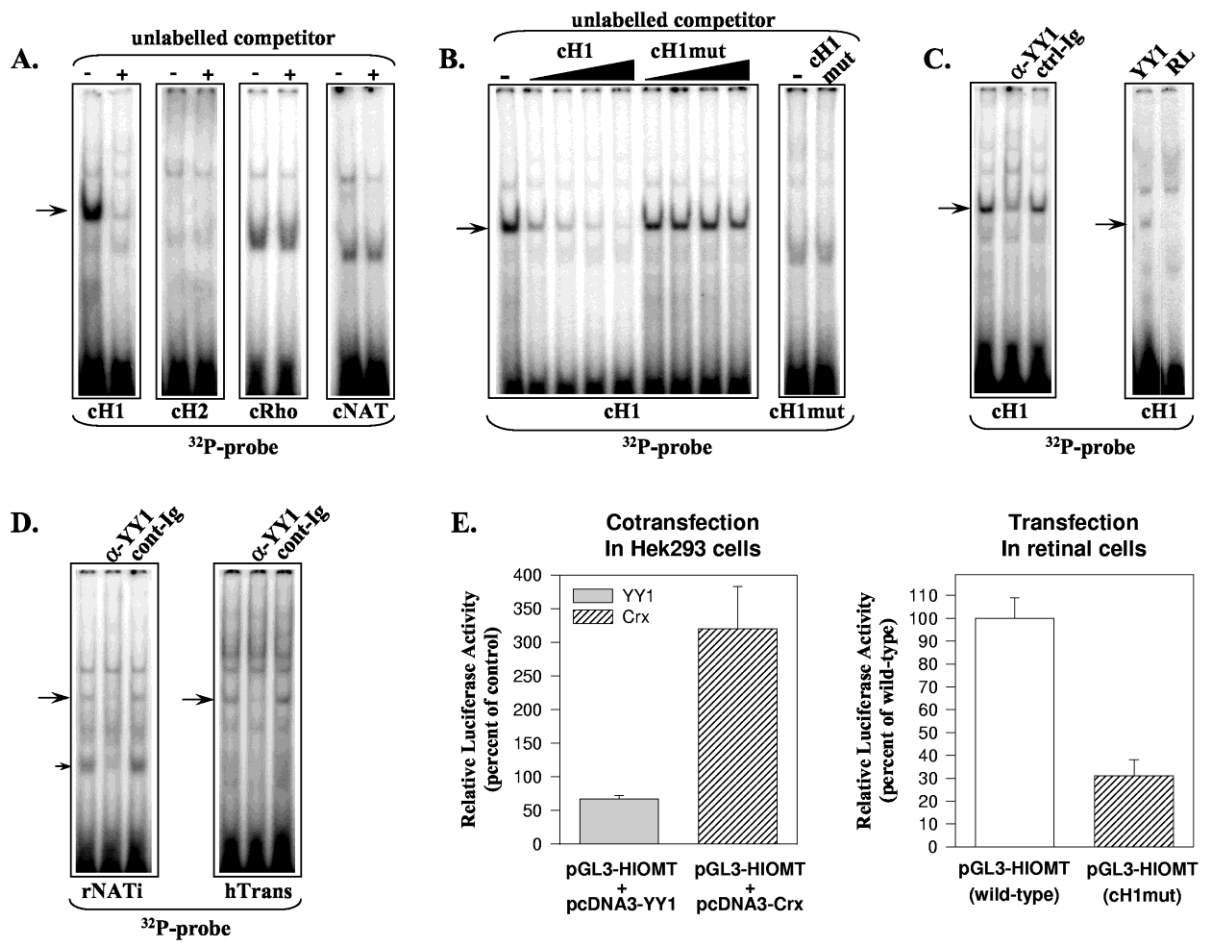 A.
unlabelled competitor
- + - + - + - +
cH1 cH2 cRho cNAT
³²P-probe
B.
unlabelled competitor
cH1 cH1mut
- - cH1 mut
cH1 cH1mut
³²P-probe
C.
α-YY1 ctrl-Ig YY1 RL
cH1 cH1
³²P-probe
D.
α-YY1 cont-Ig α-YY1 cont-Ig
rNATi hTrans
³²P-probe
E.
Cotransfection
In Hek293 cells
Relative Luciferase Activity
(percent of control)
400
350
300
250
200
150
100
50
0
YY1
Crx
pGL3-HIOMT pGL3-HIOMT
+ +
pcDNA3-YY1 pcDNA3-Crx
Transfection
In retinal cells
Relative Luciferase Activity
(percent of wild-type)
110
100
90
80
70
60
50
40
30
20
10
0
pGL3-HIOMT pGL3-HIOMT
(wild-type) (cH1mut)